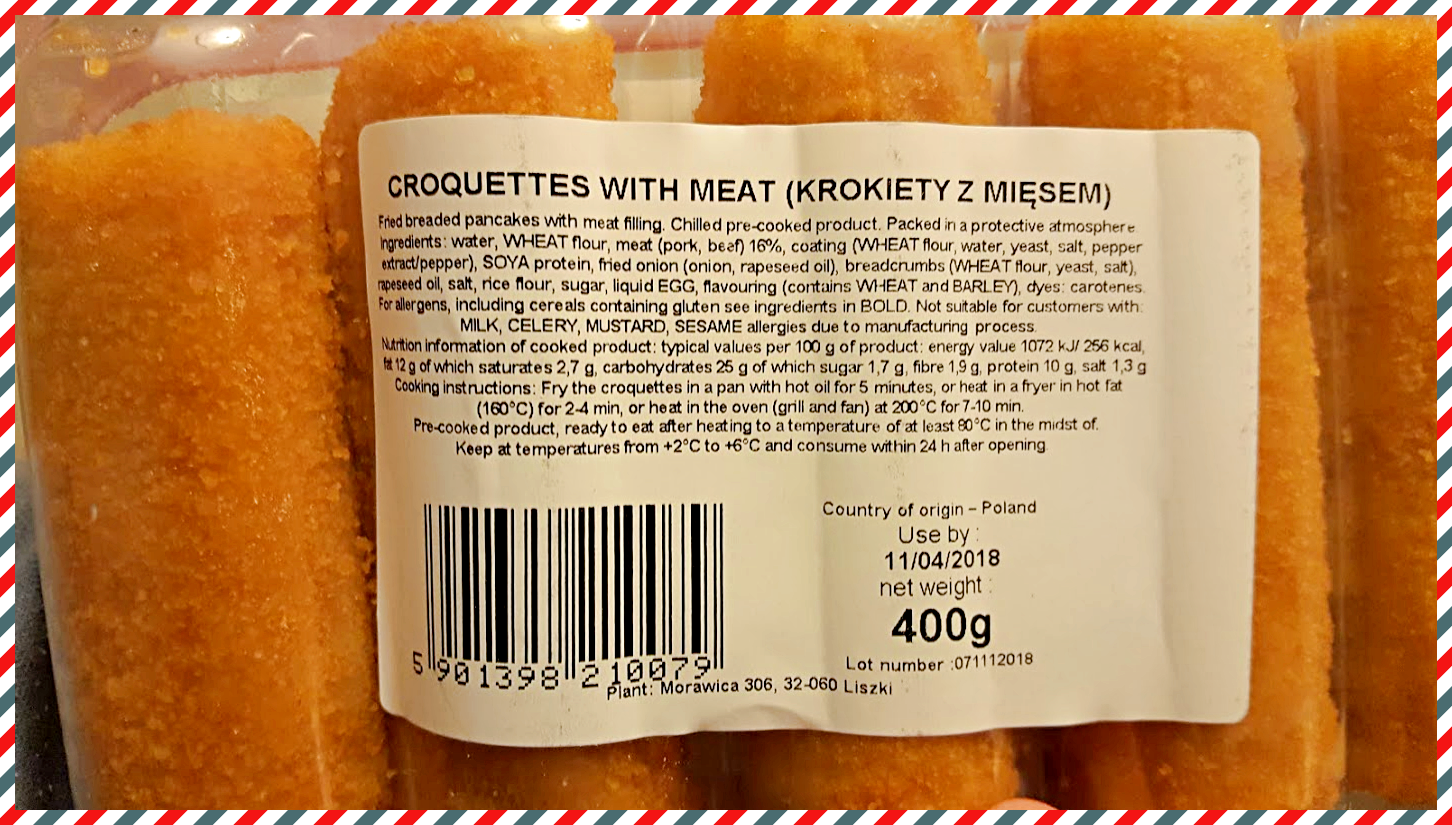 CROQUETTES WITH MEAT (KROKIETY Z MIĘSEM)
Fried breaded pancakes with meat filling. Chilled pre-cooked product. Packed in a protective atmosphere.
Ingredients: water, WHEAT flour, meat (pork, beef) 16%, coating (WHEAT flour, water, yeast, salt, pepper
extract/pepper), SOYA protein, fried onion (onion, rapeseed oil), breadcrumbs (WHEAT flour, yeast, salt),
rapeseed oil, salt, rice flour, sugar, liquid EGG, flavouring (contains WHEAT and BARLEY), dyes: carotenes.
For allergens, including cereals containing gluten see ingredients in BOLD. Not suitable for customers with:
MILK, CELERY, MUSTARD, SESAME allergies due to manufacturing process.
Nutrition information of cooked product: typical values per 100 g of product: energy value 1072 kJ/ 256 kcal,
fat 12 g of which saturates 2,7 g, carbohydrates 25 g of which sugar 1,7 g, fibre 1,9 g, protein 10 g, salt 1,3 g
Cooking instructions: Fry the croquettes in a pan with hot oil for 5 minutes, or heat in a fryer in hot fat
(160°C) for 2-4 min, or heat in the oven (grill and fan) at 200°C for 7-10 min.
Pre-cooked product, ready to eat after heating to a temperature of at least 80°C in the midst of.
Keep at temperatures from +2°C to +6°C and consume within 24 h after opening.
Country of origin – Poland
Use by :
11/04/2018
net weight :
400g
Lot number :071112018
5 901398 210079
Plant: Morawica 306, 32-060 Liszki